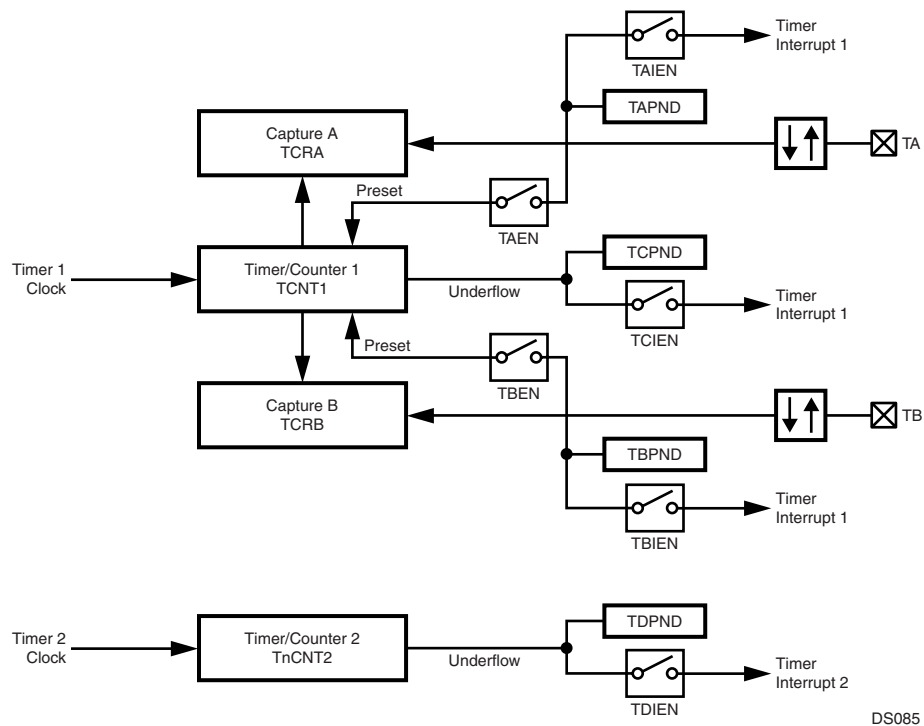 Timer
Interrupt 1
TAIEN
TAPND
Capture A
TCRA
TA
Preset
TAEN
TCPND
Timer 1
Clock
Timer/Counter 1
TCNT1
Underflow
Timer
Interrupt 1
TCIEN
Preset
TBEN
Capture B
TCRB
TB
TBPND
Timer
Interrupt 1
TBIEN
TDPND
Timer 2
Clock
Timer/Counter 2
TnCNT2
Underflow
Timer
Interrupt 2
TDIEN
DS085